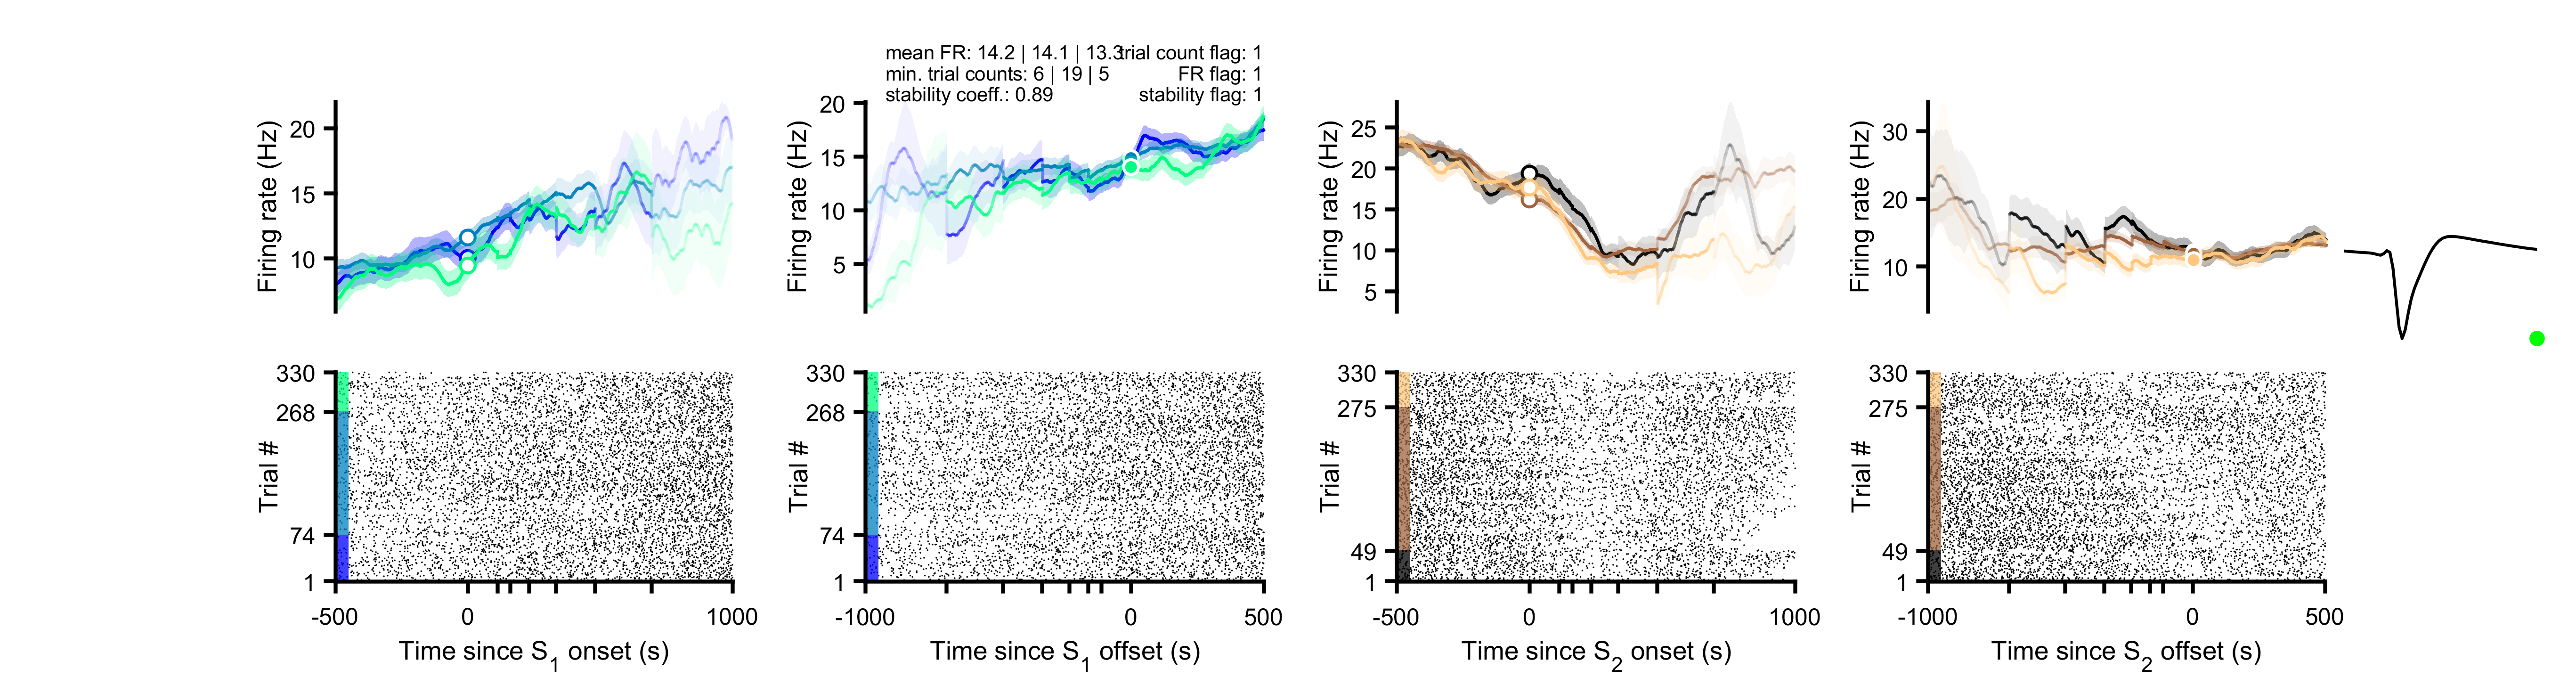 mean FR: 14.2 | 14.1 | 13.3
trial count flag: 1
min. trial counts: 6 | 19 | 5
FR flag: 1
stability coeff.: 0.89
stability flag: 1
Firing rate (Hz)
20
15
10
Firing rate (Hz)
20
15
10
5
Firing rate (Hz)
25
20
15
10
5
Firing rate (Hz)
30
20
10
Trial #
330
268
74
1
-500
0
1000
Time since S1 onset (s)
Trial #
330
268
74
1
-1000
0
500
Time since S1 offset (s)
Trial #
330
275
49
1
-500
0
1000
Time since S2 onset (s)
Trial #
330
275
49
1
-1000
0
500
Time since S2 offset (s)